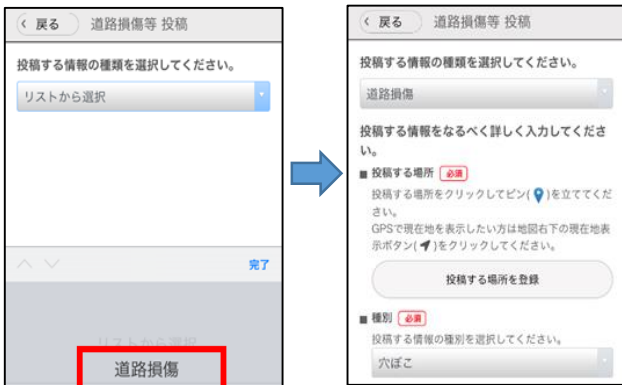 戻る 道路損傷等 投稿
投稿する情報の種類を選択してください。
リストから選択
完了
リストから選択
道路損傷
戻る 道路損傷等 投稿
投稿する情報の種類を選択してください。
道路損傷
投稿する情報をなるべく詳しく入力してくださ
い。
■ 投稿する場所 必須
投稿する場所をクリックしてピン( )を立ててくだ
さい。
GPSで現在地を表示したい方は地図右下の現在地表
示ボタン( )をクリックしてください。
投稿する場所を登録
■ 種別 必須
投稿する情報の種別を選択してください。
穴ぼこ